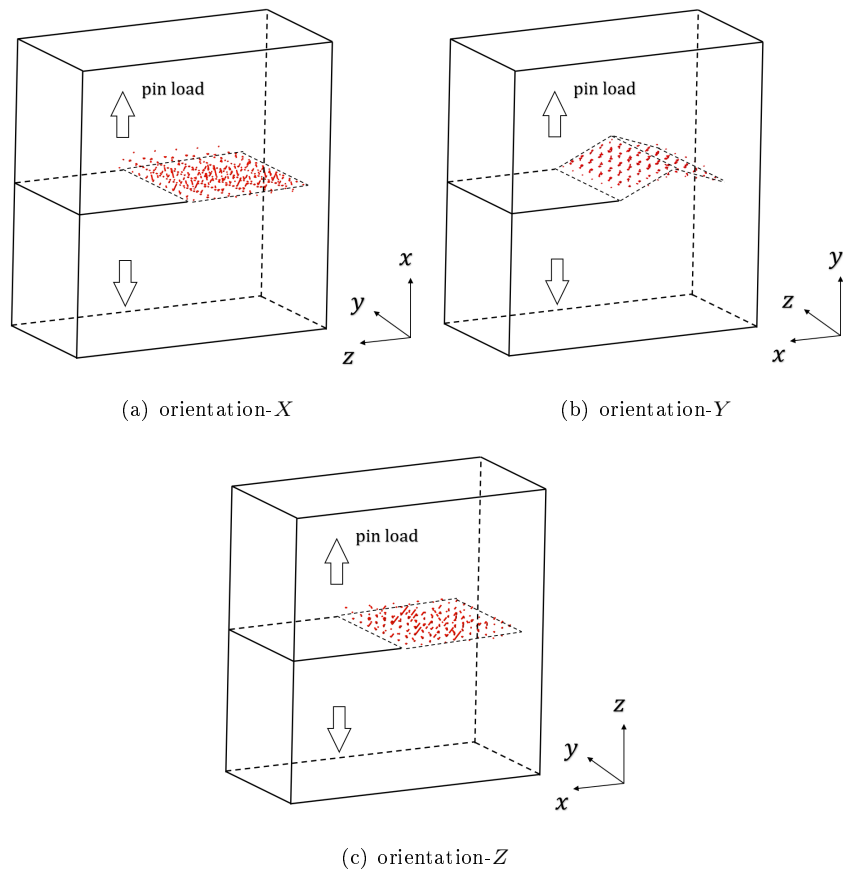 pin load
x
y
z
(a) orientation-X
pin load
y
z
x
(b) orientation-Y
pin load
z
y
x
(c) orientation-Z